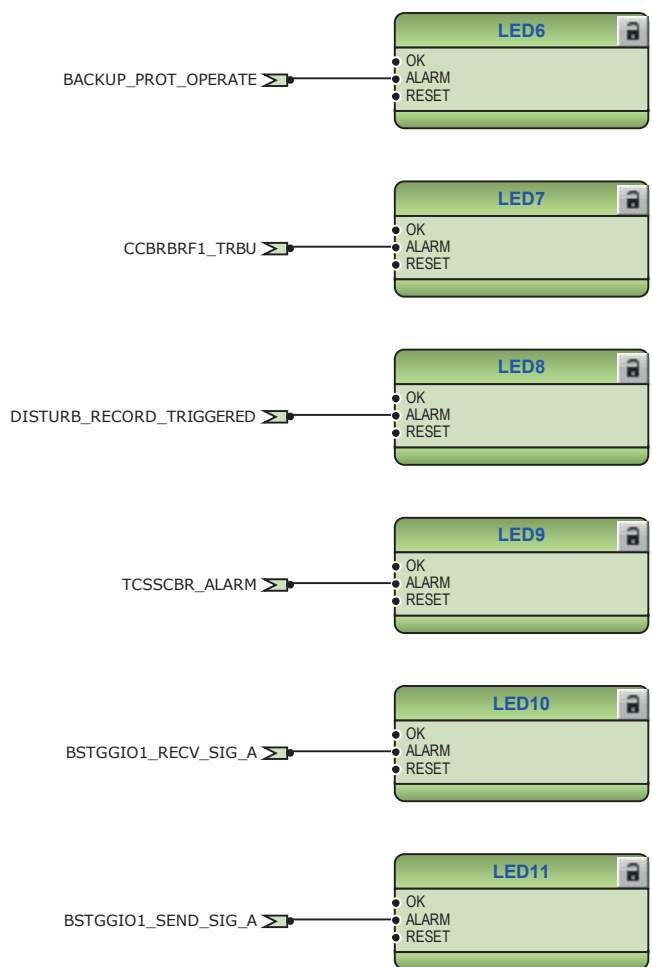 LED6
OK
BACKUP_PROT_OPERATE ALARM
RESET
LED7
OK
CCBRBRF1_TRBU ALARM
RESET
LED8
OK
DISTURB_RECORD_TRIGGERED ALARM
RESET
LED9
OK
TCSSCBR_ALARM ALARM
RESET
LED10
OK
BSTGGIO1_RECV_SIG_A ALARM
RESET
LED11
OK
BSTGGIO1_SEND_SIG_A ALARM
RESET